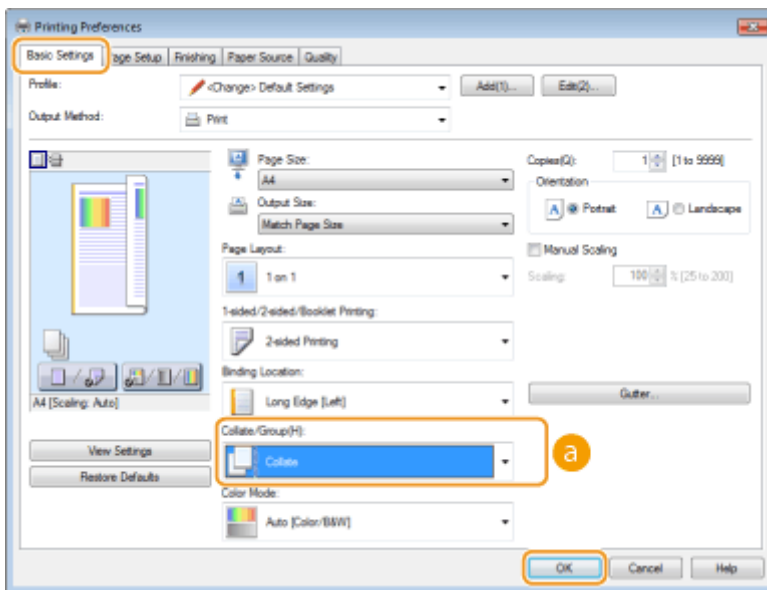 Printing Preferences
Basic Settings Page Setup Finishing Paper Source Quality
Profile: <Change> Default Settings Add(1)... Edit(2)...
Output Method: Print
Page Size:
A4
Output Size:
Match Page Size
Copies(Q): 1 [1 to 9999]
Orientation
A Portrait A Landscape
Page Layout:
1 1 on 1
Manual Scaling
Scaling: 100 % [25 to 200]
1-sided/2-sided/Booklet Printing:
2-sided Printing
Binding Location:
Long Edge [Left]
Gutter...
A4 [Scaling: Auto]
Collate/Group(H):
Collate
a
View Settings
Restore Defaults
Color Mode:
Auto [Color/B&W]
OK Cancel Help